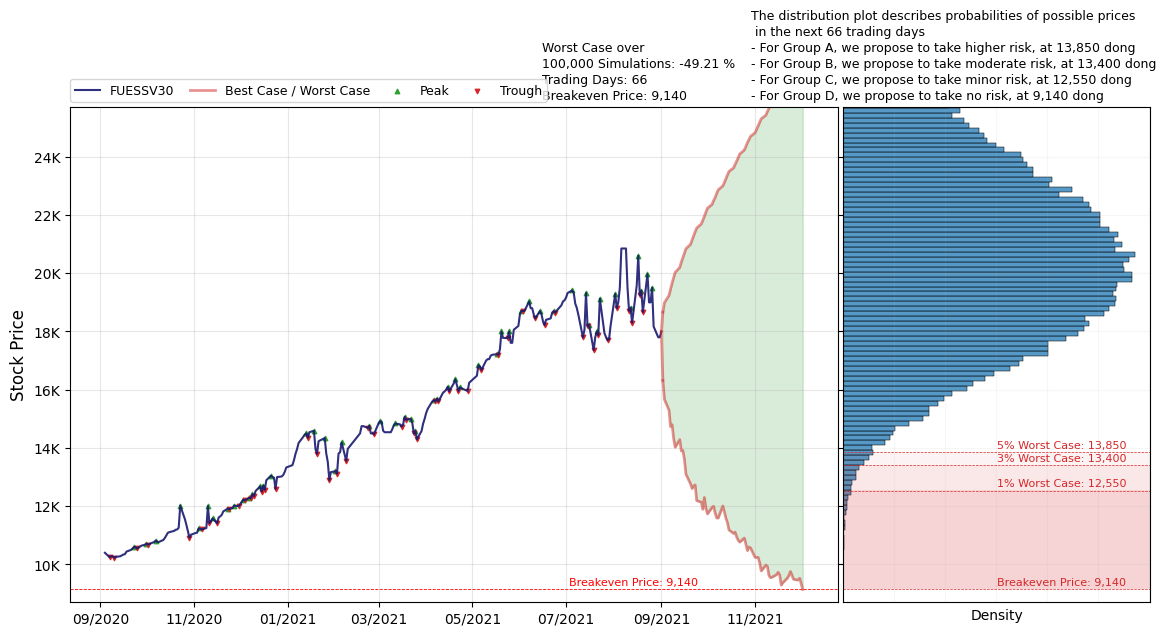 The distribution plot describes probabilities of possible prices
in the next 66 trading days
- For Group A, we propose to take higher risk, at 13,850 dong
- For Group B, we propose to take moderate risk, at 13,400 dong
- For Group C, we propose to take minor risk, at 12,550 dong
- For Group D, we propose to take no risk, at 9,140 dong
Worst Case over
100,000 Simulations: -49.21 %
Trading Days: 66
Breakeven Price: 9,140
FUESSV30
Best Case / Worst Case
Peak
Trough
Stock Price
24K
22K
20K
18K
16K
14K
12K
10K
Breakeven Price: 9,140
09/2020
11/2020
01/2021
03/2021
05/2021
07/2021
09/2021
11/2021
5% Worst Case: 13,850
3% Worst Case: 13,400
1% Worst Case: 12,550
Breakeven Price: 9,140
Density